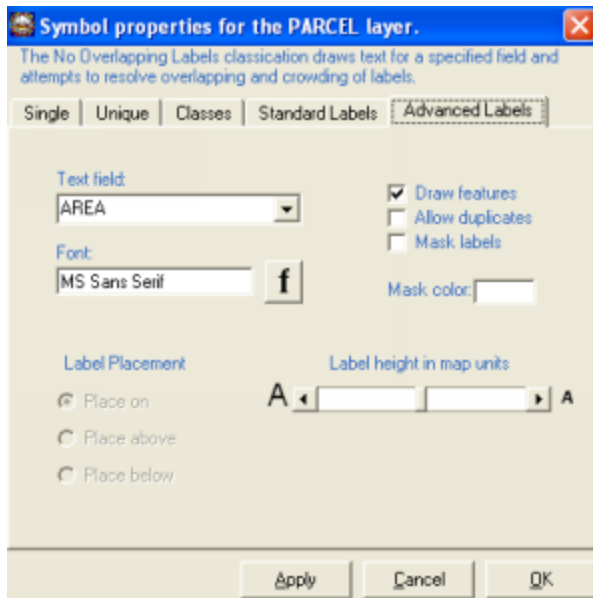 Symbol properties for the PARCEL layer.
The No Overlapping Labels classication draws text for a specified field and
attempts to resolve overlapping and crowding of labels.
Single Unique Classes Standard Labels Advanced Labels
Text field:
AREA
Draw features
Allow duplicates
Mask labels
Font:
MS Sans Serif
f
Mask color:
Label Placement
Label height in map units
A A
Place on
Place above
Place below
Apply Cancel OK